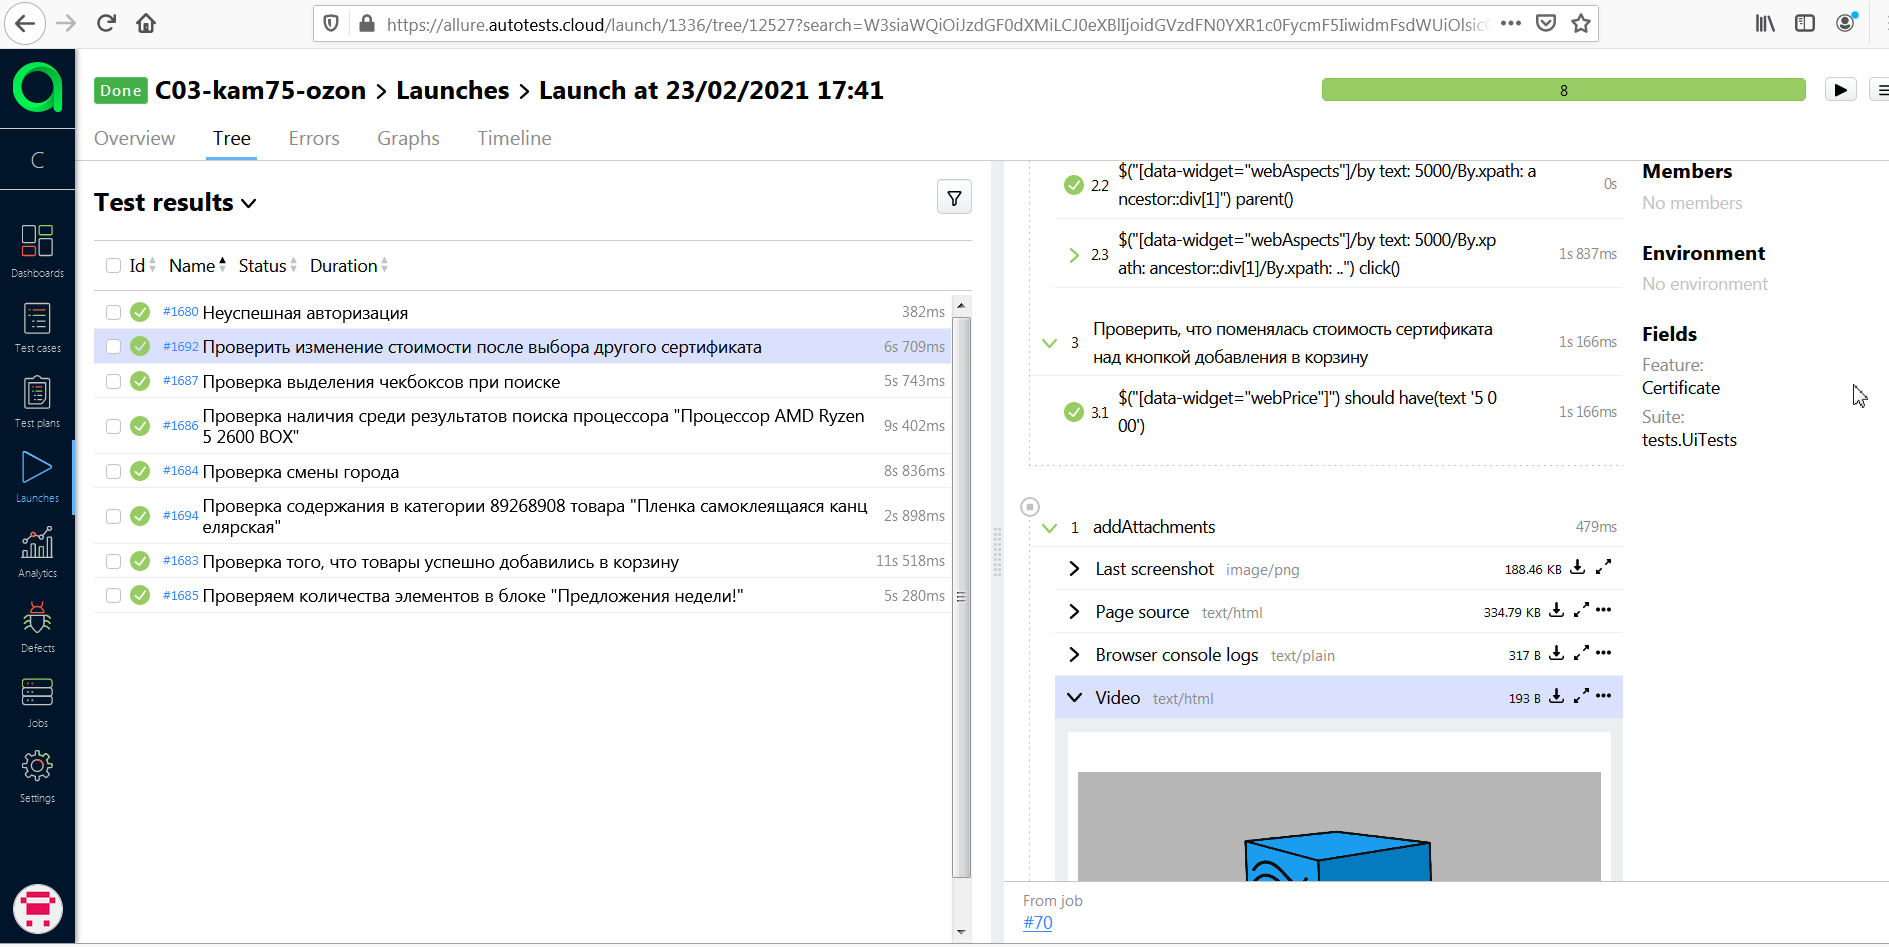 https://allure.autotests.cloud/launch/1336/tree/12527?search=W3siaWQiOiJzdGF0dXMiLCJ0eXBlIjoidGVzdFN0YXR1c0FycmF5IiwidmFsdWUiOlsic
Done C03-kam75-ozon > Launches > Launch at 23/02/2021 17:41
8
Overview Tree Errors Graphs Timeline
C
Dashboards
Test cases
Test plans
Launches
Analytics
Defects
Jobs
Settings
Test results
Id Name Status Duration
#1680 Неуспешная авторизация 382ms
#1692 Проверить изменение стоимости после выбора другого сертификата 6s 709ms
#1687 Проверка выделения чекбоксов при поиске 5s 743ms
#1686 Проверка наличия среди результатов поиска процессора "Процессор AMD Ryzen
5 2600 BOX" 9s 402ms
#1684 Проверка смены города 8s 836ms
#1694 Проверка содержания в категории 89268908 товара "Пленка самоклеящаяся канц
елярская" 2s 898ms
#1683 Проверка того, что товары успешно добавились в корзину 11s 518ms
#1685 Проверяем количества элементов в блоке "Предложения недели!" 5s 280ms
2.2 $("[data-widget="webAspects"]/by text: 5000/By.xpath: a
ncestor::div[1]") parent() 0s
2.3 $("[data-widget="webAspects"]/by text: 5000/By.xp
ath: ancestor::div[1]/By.xpath: ..") click() 1s 837ms
3 Проверить, что поменялась стоимость сертификата
над кнопкой добавления в корзину 1s 166ms
3.1 $("[data-widget="webPrice"]") should have(text '5 0
00') 1s 166ms
1 addAttachments 479ms
Last screenshot image/png 188.46 KB
Page source text/html 334.79 KB
Browser console logs text/plain 317 B
Video text/html 193 B
From job
#70
Members
No members
Environment
No environment
Fields
Feature:
Certificate
Suite:
tests.UiTests